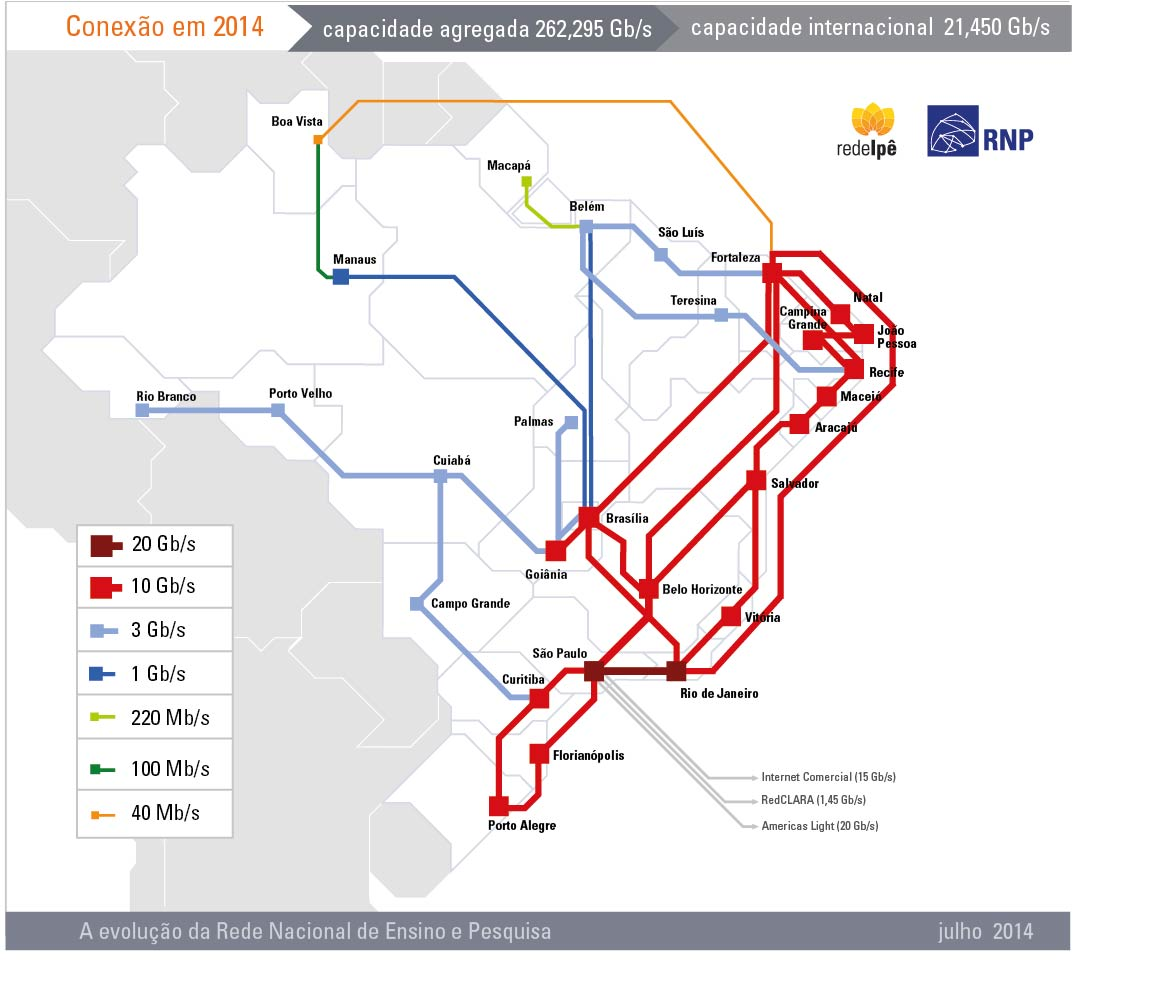 Conexão em 2014
capacidade agregada 262,295 Gb/s
capacidade internacional 21,450 Gb/s
Boa Vista
redeIpê
RNP
Macapá
Belém
São Luís
Manaus
Fortaleza
Teresina
Natal
Campina
Grande
João
Pessoa
Recife
Rio Branco
Porto Velho
Maceió
Palmas
Aracaju
Cuiabá
Salvador
Brasília
20 Gb/s
Goiânia
10 Gb/s
Belo Horizonte
Campo Grande
Vitória
3 Gb/s
São Paulo
1 Gb/s
Curitiba
Rio de Janeiro
220 Mb/s
Florianópolis
100 Mb/s
Internet Comercial (15 Gb/s)
RedCLARA (1,45 Gb/s)
40 Mb/s
Porto Alegre
Americas Light (20 Gb/s)
A evolução da Rede Nacional de Ensino e Pesquisa
julho 2014